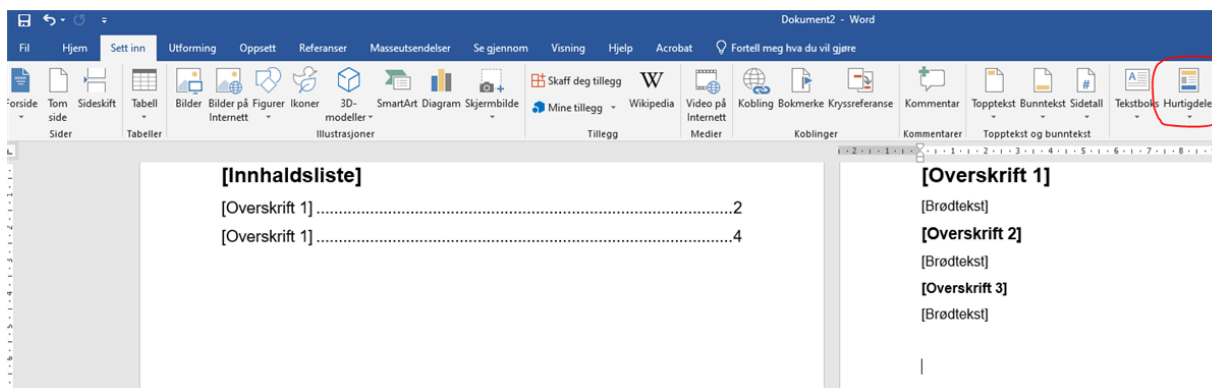 Dokument2 - Word
Fil Hjem Sett inn Utforming Oppsett Referanser Masseutsendelser Se gjennom Visning Hjelp Acrobat Fortell meg hva du vil gjøre
Forside Tom side Sideskift Tabell Bilder Bilder på Internett Figurer Ikoner 3D-modeller SmartArt Diagram Skjermbilde Skaff deg tillegg Mine tillegg Wikipedia Video på Internett Kobling Bokmerke Kryssreferanse Kommentar Topptekst Bunntekst Sidetall Tekstboks Hurtigdele
Sider Tabeller Illustrasjoner Tillegg Medier Koblinger Kommentarer Topptekst og bunntekst
[Innhaldsliste]
[Overskrift 1] ..........2
[Overskrift 1] ..........4
[Overskrift 1]
[Brødtekst]
[Overskrift 2]
[Brødtekst]
[Overskrift 3]
[Brødtekst]